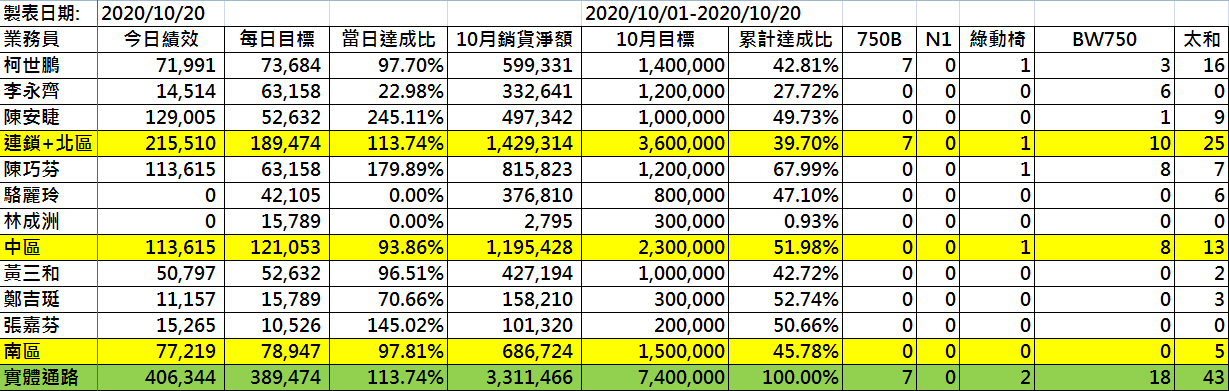 製表日期: 2020/10/20 2020/10/01-2020/10/20
業務員 今日績效 每日目標 當日達成比 10月銷貨淨額 10月目標 累計達成比 750B N1 綠動椅 BW750 太和
柯世鵬 71,991 73,684 97.70% 599,331 1,400,000 42.81% 7 0 1 3 16
李永齊 14,514 63,158 22.98% 332,641 1,200,000 27.72% 0 0 0 6 0
陳安睫 129,005 52,632 245.11% 497,342 1,000,000 49.73% 0 0 0 1 9
連鎖+北區 215,510 189,474 113.74% 1,429,314 3,600,000 39.70% 7 0 1 10 25
陳巧芬 113,615 63,158 179.89% 815,823 1,200,000 67.99% 0 0 1 8 7
駱麗玲 0 42,105 0.00% 376,810 800,000 47.10% 0 0 0 0 6
林成洲 0 15,789 0.00% 2,795 300,000 0.93% 0 0 0 0 0
中區 113,615 121,053 93.86% 1,195,428 2,300,000 51.98% 0 0 1 8 13
黃三和 50,797 52,632 96.51% 427,194 1,000,000 42.72% 0 0 0 0 2
鄭吉珽 11,157 15,789 70.66% 158,210 300,000 52.74% 0 0 0 0 3
張嘉芬 15,265 10,526 145.02% 101,320 200,000 50.66% 0 0 0 0 0
南區 77,219 78,947 97.81% 686,724 1,500,000 45.78% 0 0 0 0 5
實體通路 406,344 389,474 113.74% 3,311,466 7,400,000 100.00% 7 0 2 18 43